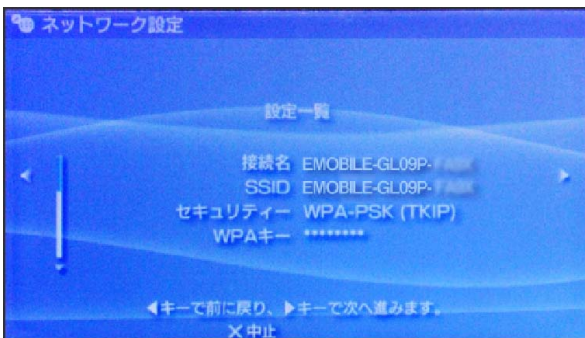 ネットワーク設定
設定一覧
接続名 EMOBILE-GL09P-
SSID EMOBILE-GL09P-
セキュリティー WPA-PSK (TKIP)
WPAキー ********
◀キーで前に戻り、▶キーで次へ進みます。
✕中止